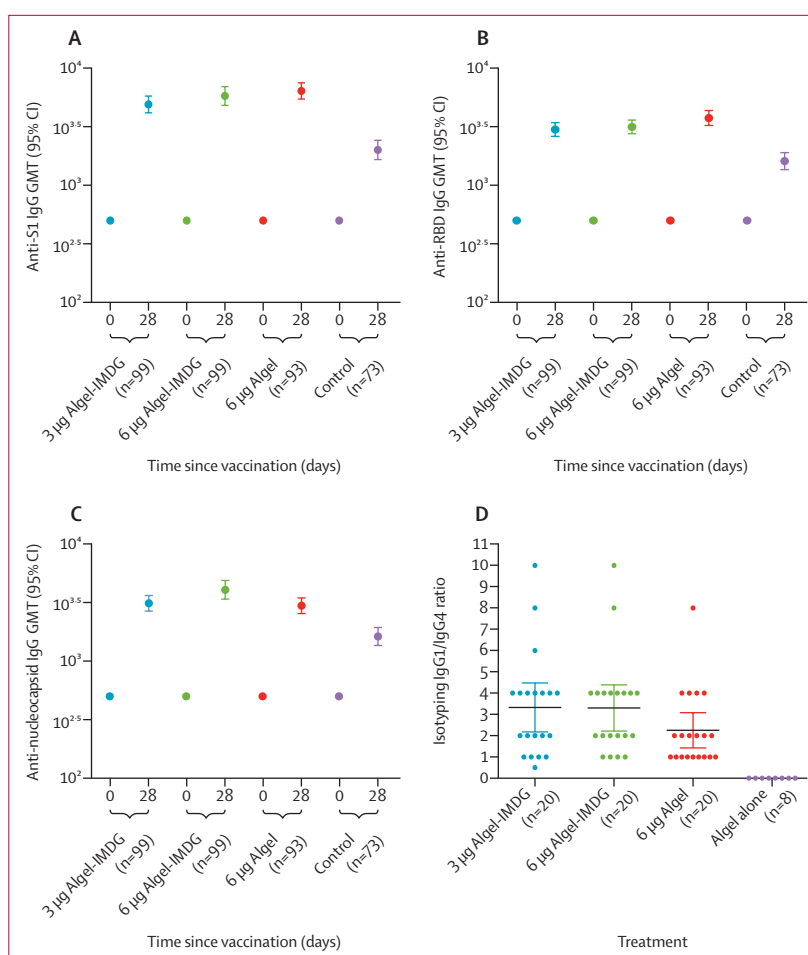 A
Anti-S1 IgG GMT (95% CI)
10⁴
10³·⁵
10³
10²·⁵
10²
0 28 0 28 0 28 0 28
3 µg Algel-IMDG (n=99)
6 µg Algel-IMDG (n=99)
6 µg Algel (n=93)
Control (n=73)
Time since vaccination (days)
B
Anti-RBD IgG GMT (95% CI)
10⁴
10³·⁵
10³
10²·⁵
10²
0 28 0 28 0 28 0 28
3 µg Algel-IMDG (n=99)
6 µg Algel-IMDG (n=99)
6 µg Algel (n=93)
Control (n=73)
Time since vaccination (days)
C
Anti-nucleocapsid IgG GMT (95% CI)
10⁴
10³·⁵
10³
10²·⁵
10²
0 28 0 28 0 28 0 28
3 µg Algel-IMDG (n=99)
6 µg Algel-IMDG (n=99)
6 µg Algel (n=93)
Control (n=73)
Time since vaccination (days)
D
Isotyping IgG1/IgG4 ratio
11
10
9
8
7
6
5
4
3
2
1
0
3 µg Algel-IMDG (n=20)
6 µg Algel-IMDG (n=20)
6 µg Algel (n=20)
Algel alone (n=8)
Treatment